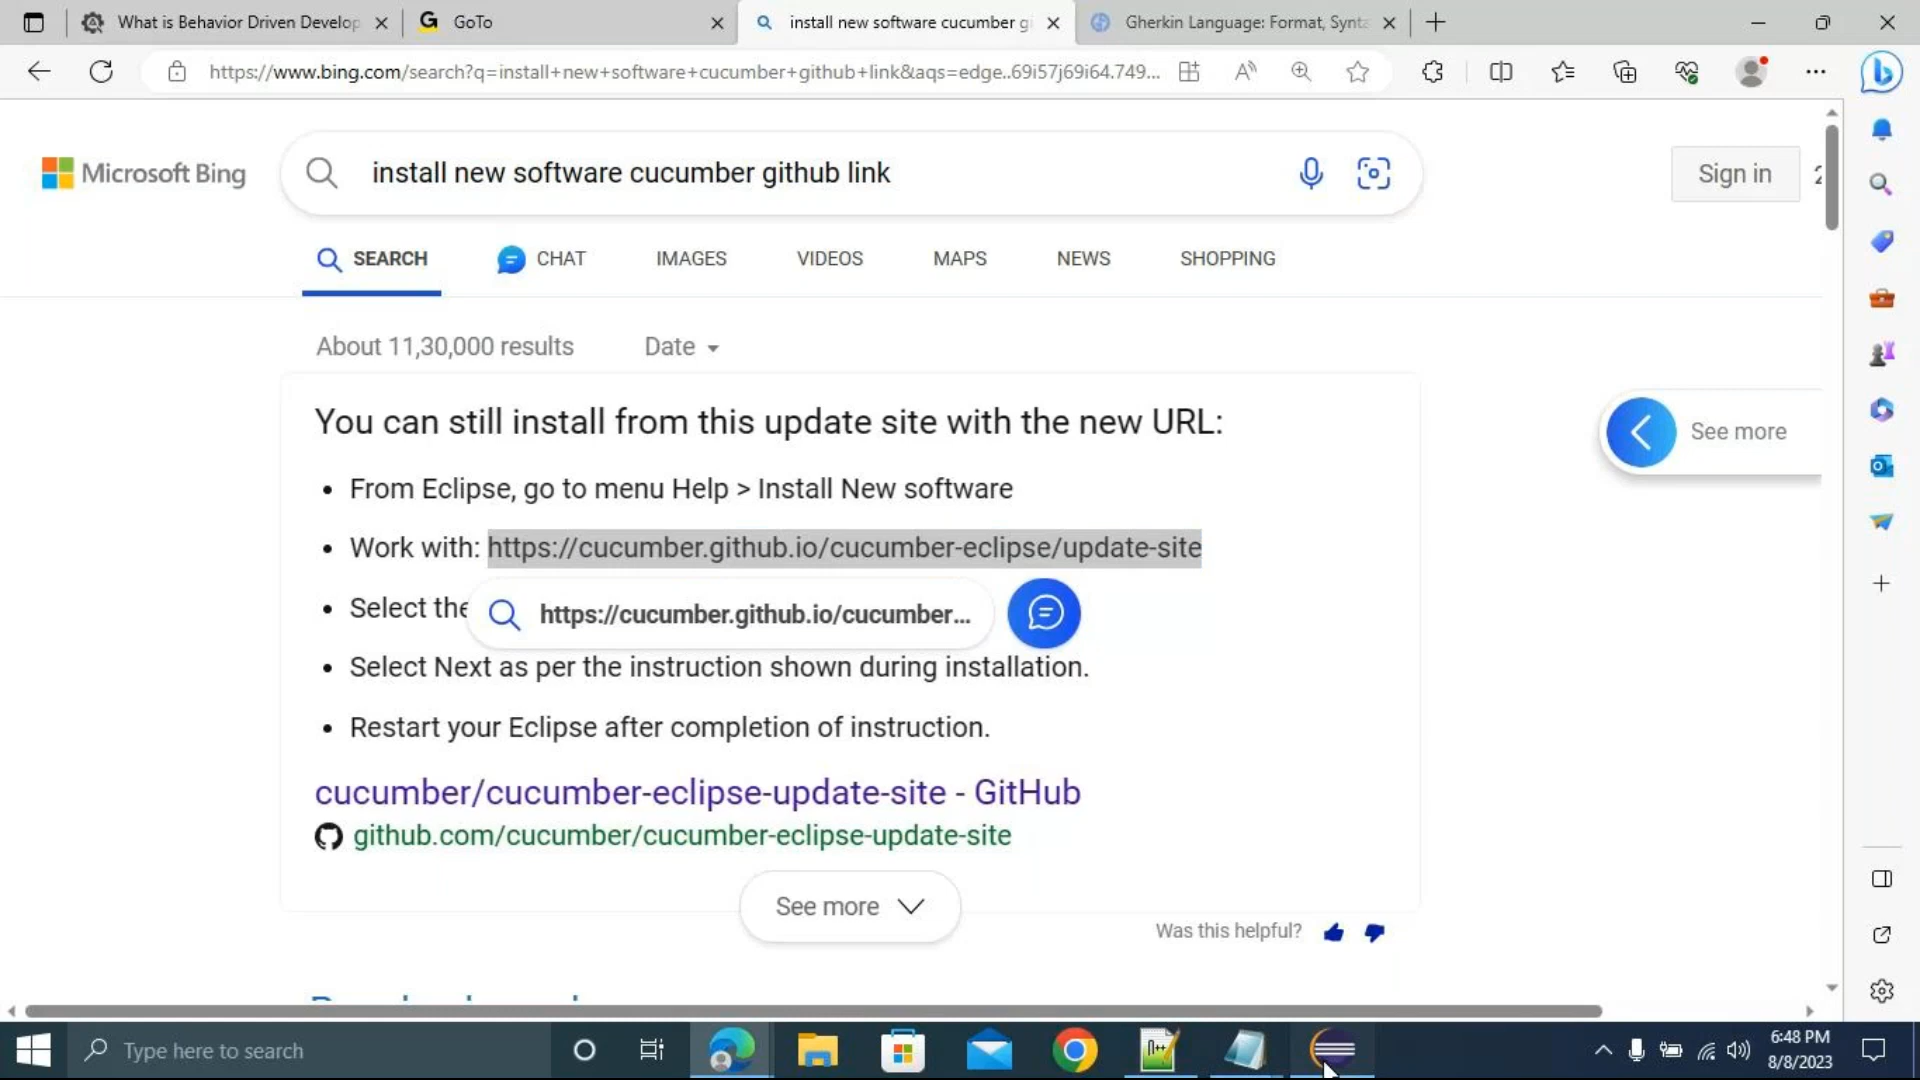 What is Behavior Driven Develop
GoTo
install new software cucumber gi
Gherkin Language: Format, Synta
https://www.bing.com/search?q=install+new+software+cucumber+github+link&aqs=edge..69i57j69i64.749...
Microsoft Bing
install new software cucumber github link
Sign in
SEARCH
CHAT
IMAGES
VIDEOS
MAPS
NEWS
SHOPPING
About 11,30,000 results
Date
You can still install from this update site with the new URL:
• From Eclipse, go to menu Help > Install New software
• Work with: https://cucumber.github.io/cucumber-eclipse/update-site
• Select the
https://cucumber.github.io/cucumber...
• Select Next as per the instruction shown during installation.
• Restart your Eclipse after completion of instruction.
See more
cucumber/cucumber-eclipse-update-site - GitHub
github.com/cucumber/cucumber-eclipse-update-site
See more
Was this helpful?
Type here to search
6:48 PM
8/8/2023